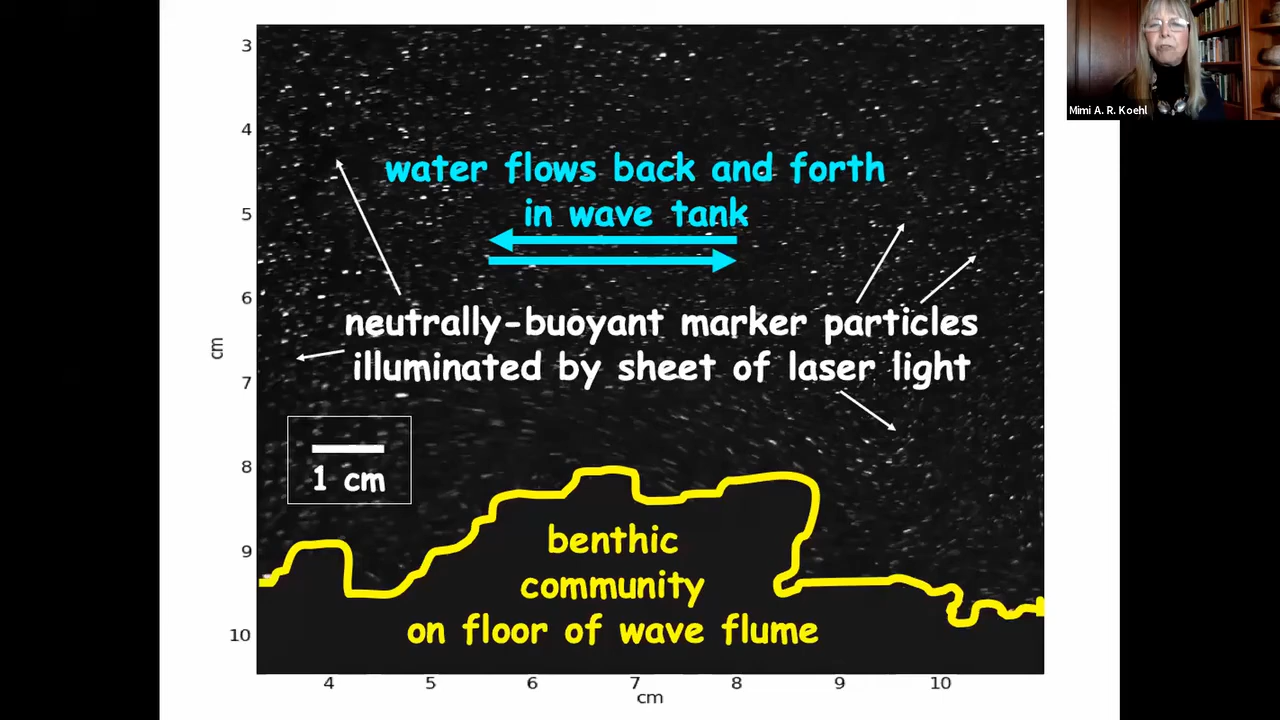 Mimi A. R. Koehl
3
4
water flows back and forth
in wave tank
5
6
neutrally-buoyant marker particles
cm
illuminated by sheet of laser light
7
8
1 cm
9
benthic
community
on floor of wave flume
10
4 5 6 7 8 9 10
cm